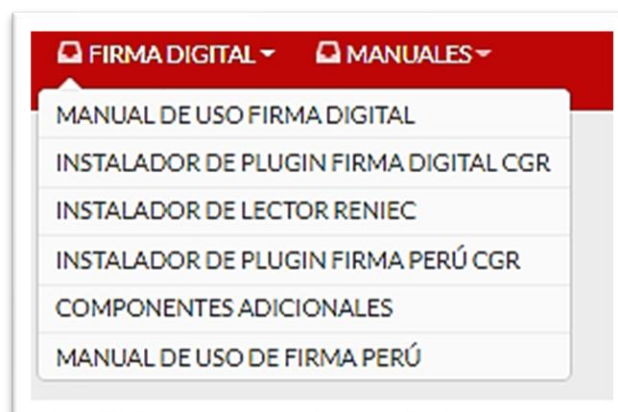 FIRMA DIGITAL MANUALES
MANUAL DE USO FIRMA DIGITAL
INSTALADOR DE PLUGIN FIRMA DIGITAL CGR
INSTALADOR DE LECTOR RENIEC
INSTALADOR DE PLUGIN FIRMA PERÚ CGR
COMPONENTES ADICIONALES
MANUAL DE USO DE FIRMA PERÚ